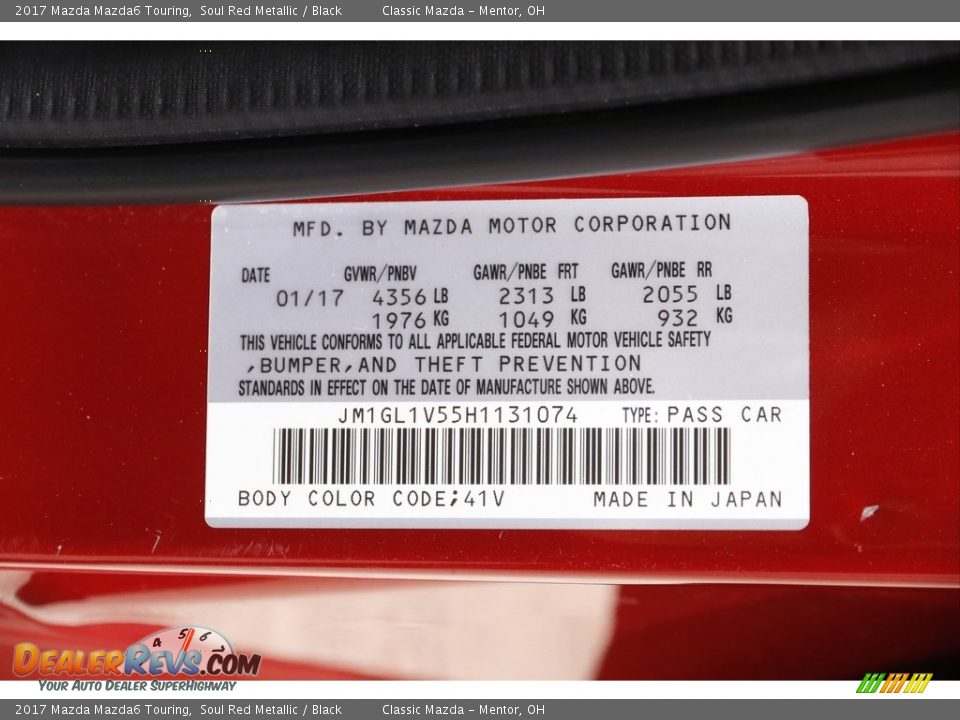 2017 Mazda Mazda6 Touring, Soul Red Metallic / Black Classic Mazda - Mentor, OH
MFD. BY MAZDA MOTOR CORPORATION
DATE GVWR/PNBV GAWR/PNBE FRT GAWR/PNBE RR
01/17 4356 LB 2313 LB 2055 LB
1976 KG 1049 KG 932 KG
THIS VEHICLE CONFORMS TO ALL APPLICABLE FEDERAL MOTOR VEHICLE SAFETY
,BUMPER,AND THEFT PREVENTION
STANDARDS IN EFFECT ON THE DATE OF MANUFACTURE SHOWN ABOVE.
JM1GL1V55H1131074 TYPE: PASS CAR
BODY COLOR CODE;41V MADE IN JAPAN
4 5 6
DEALERREVS.COM
YOUR AUTO DEALER SUPERHIGHWAY
2017 Mazda Mazda6 Touring, Soul Red Metallic / Black Classic Mazda - Mentor, OH